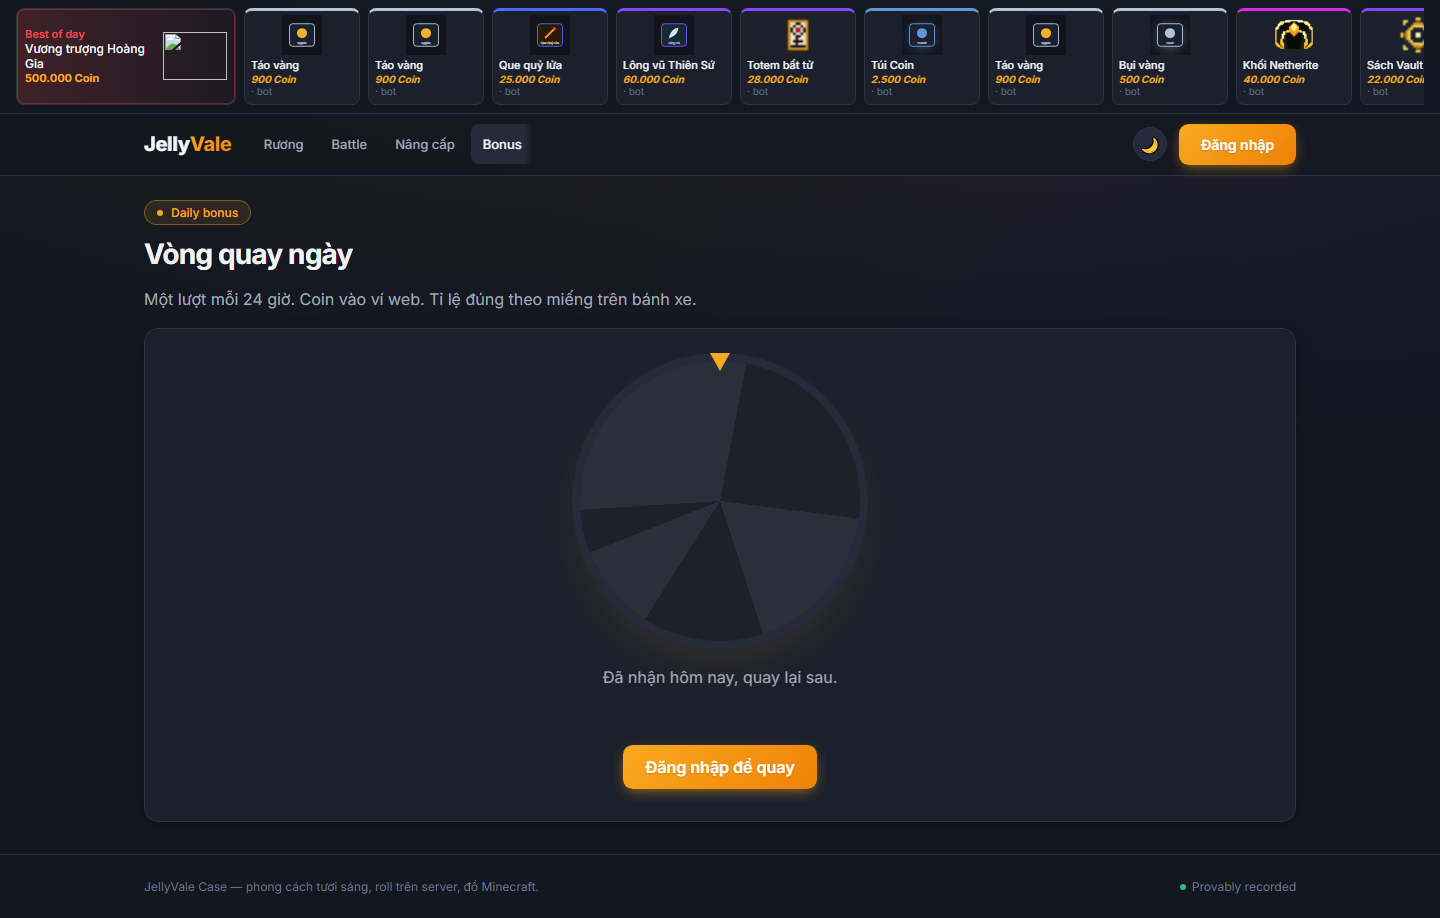 Best of day
Vương trượng Hoàng
Gia
500.000 Coin
Táo vàng
900 Coin
· bot
Táo vàng
900 Coin
· bot
Que quỷ lửa
25.000 Coin
· bot
Lông vũ Thiên Sứ
60.000 Coin
· bot
Totem bất tử
28.000 Coin
· bot
Túi Coin
2.500 Coin
· bot
Táo vàng
900 Coin
· bot
Bụi vàng
500 Coin
· bot
Khối Netherite
40.000 Coin
· bot
Sách Vault
22.000 Coin
· bot
JellyVale
Rương
Battle
Nâng cấp
Bonus
Đăng nhập
Daily bonus
Vòng quay ngày
Một lượt mỗi 24 giờ. Coin vào ví web. Tỉ lệ đúng theo miếng trên bánh xe.
Đã nhận hôm nay, quay lại sau.
Đăng nhập để quay
JellyVale Case — phong cách tươi sáng, roll trên server, đồ Minecraft.
Provably recorded